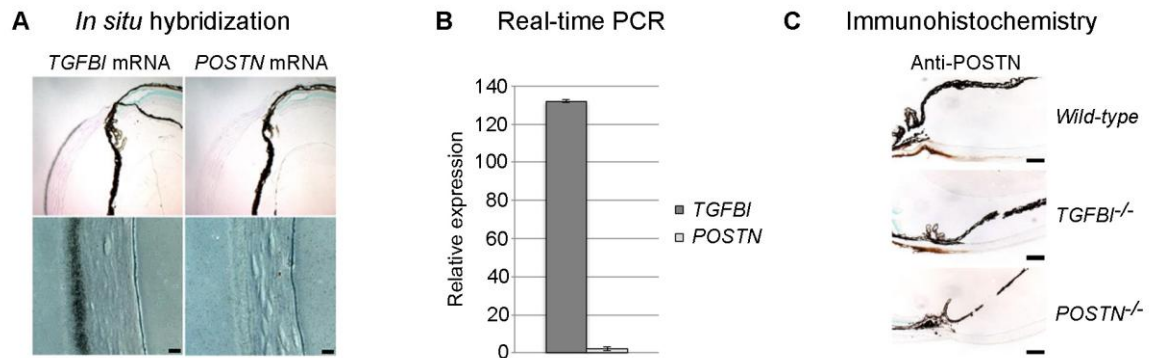 A In situ hybridization
TGFBI mRNA POSTN mRNA
B Real-time PCR
Relative expression
140
120
100
80
60
40
20
0
TGFBI
POSTN
C Immunohistochemistry
Anti-POSTN
Wild-type
TGFBI-/-
POSTN-/-